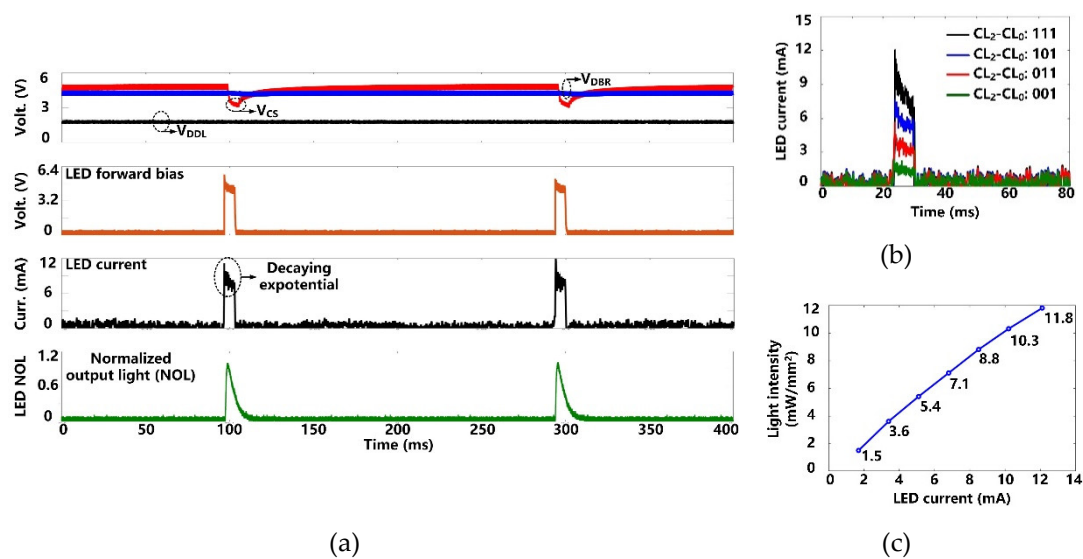 6
3
0
Volt. (V)
V_DBR
V_CS
V_DDL
6.4
3.2
0
Volt. (V)
LED forward bias
12
6
0
Curr. (mA)
LED current
Decaying
expotential
1.2
0.6
0
LED NOL
Normalized
output light (NOL)
0 50 100 150 200 250 300 350 400
Time (ms)
(a)
15
12
9
6
3
0
LED current (mA)
CL₂-CL₀: 111
CL₂-CL₀: 101
CL₂-CL₀: 011
CL₂-CL₀: 001
0 20 40 60 80
Time (ms)
(b)
12
10
8
6
4
2
0
Light intensity
(mW/mm²)
11.8
10.3
8.8
7.1
5.4
3.6
1.5
0 2 4 6 8 10 12 14
LED current (mA)
(c)